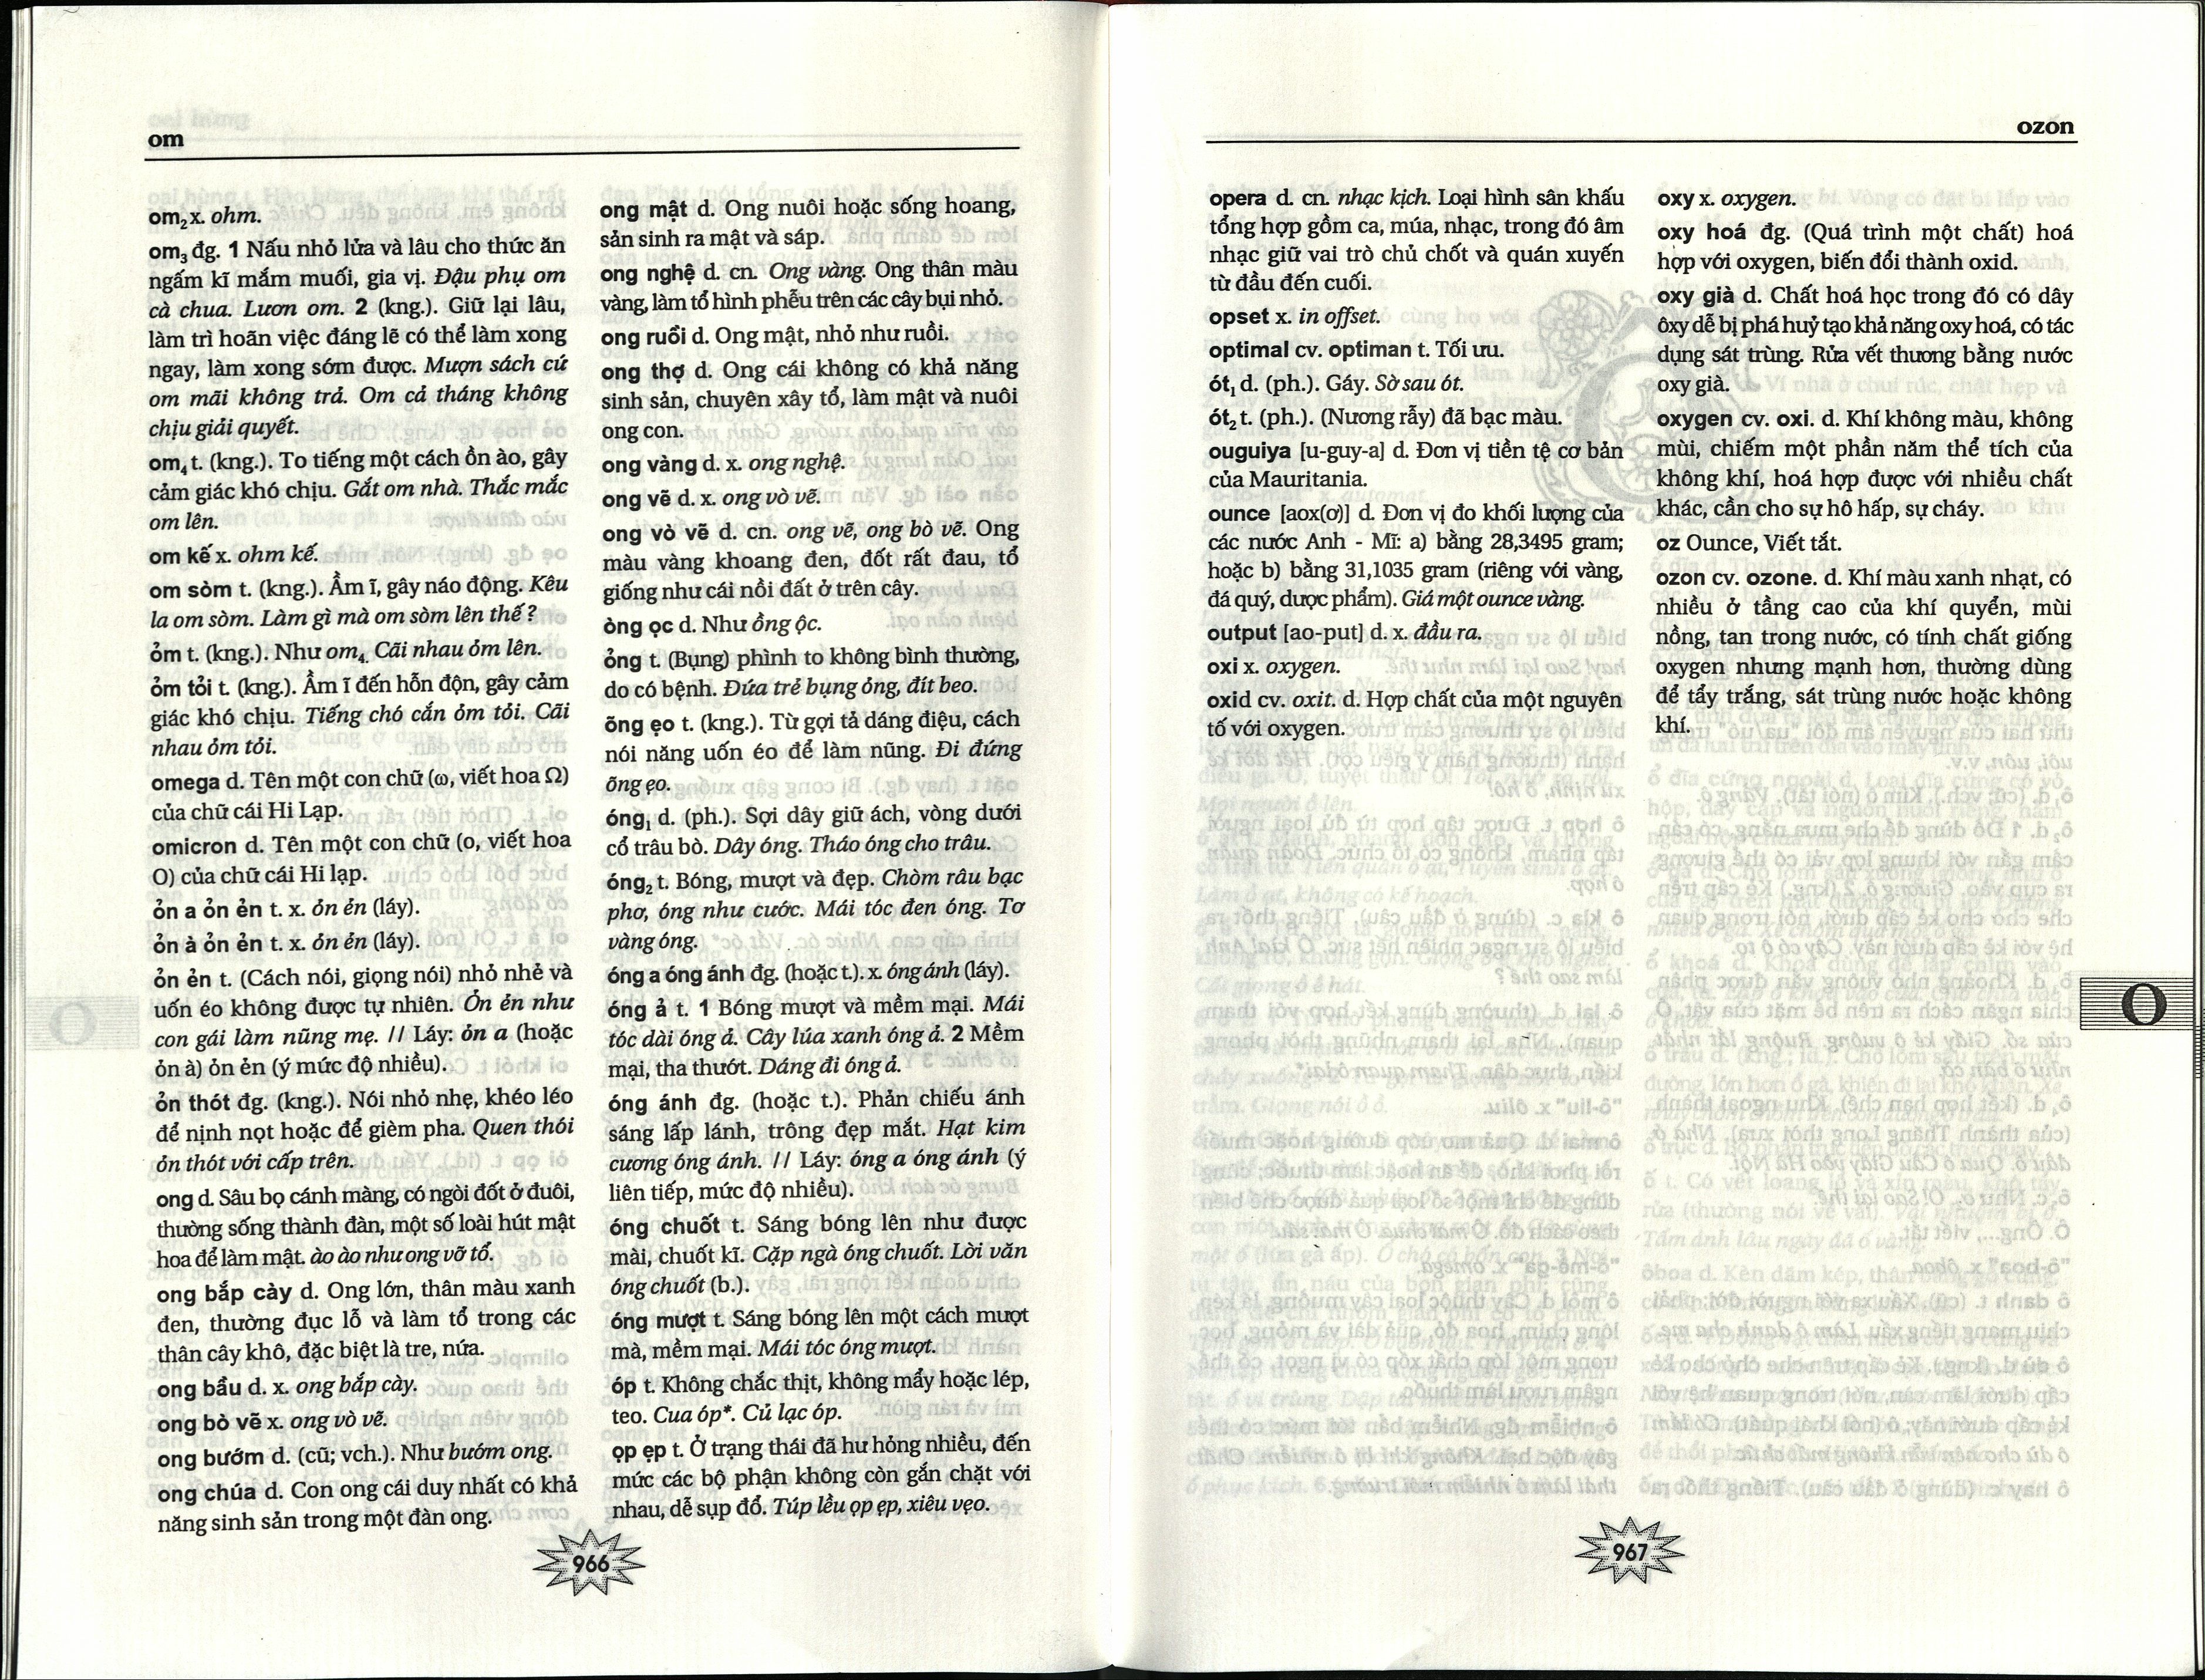 om
om₂ x. ohm.
om₃ đg. 1 Nấu nhỏ lửa và lâu cho thức ăn
ngấm kĩ mắm muối, gia vị. Đậu phụ om
cà chua. Lươn om. 2 (kng.). Giữ lại lâu,
làm trì hoãn việc đáng lẽ có thể làm xong
ngay, làm xong sớm được. Mượn sách cứ
om mãi không trả. Om cả tháng không
chịu giải quyết.
om₄ t. (kng.). To tiếng một cách ồn ào, gây
cảm giác khó chịu. Gắt om nhà. Thắc mắc
om lên.
om kế x. ohm kế.
om sòm t. (kng.). Ầm ĩ, gây náo động. Kêu
la om sòm. Làm gì mà om sòm lên thế?
ỏm t. (kng.). Như om₄. Cãi nhau ỏm lên.
ỏm tỏi t. (kng.). Ầm ĩ đến hỗn độn, gây cảm
giác khó chịu. Tiếng chó cắn ỏm tỏi. Cãi
nhau ỏm tỏi.
omega d. Tên một con chữ (ω, viết hoa Ω)
của chữ cái Hi Lạp.
omicron d. Tên một con chữ (o, viết hoa
O) của chữ cái Hi lạp.
ỏn a ỏn ẻn t. x. ỏn ẻn (láy).
ỏn à ỏn ẻn t. x. ỏn ẻn (láy).
ỏn ẻn t. (Cách nói, giọng nói) nhỏ nhẻ và
uốn éo không được tự nhiên. Ỏn ẻn như
con gái làm nũng mẹ. // Láy: ỏn a (hoặc
ỏn à) ỏn ẻn (ý mức độ nhiều).
ỏn thót đg. (kng.). Nói nhỏ nhẹ, khéo léo
để nịnh nọt hoặc để gièm pha. Quen thói
ỏn thót với cấp trên.
ong d. Sâu bọ cánh màng, có ngòi đốt ở đuôi,
thường sống thành đàn, một số loài hút mật
hoa để làm mật. ào ào như ong vỡ tổ.
ong bắp cày d. Ong lớn, thân màu xanh
đen, thường đục lỗ và làm tổ trong các
thân cây khô, đặc biệt là tre, nứa.
ong bầu d. x. ong bắp cày.
ong bò vẽ x. ong vò vẽ.
ong bướm d. (cũ; vch.). Như bướm ong.
ong chúa d. Con ong cái duy nhất có khả
năng sinh sản trong một đàn ong.
ong mật d. Ong nuôi hoặc sống hoang,
sản sinh ra mật và sáp.
ong nghệ d. cn. Ong vàng. Ong thân màu
vàng, làm tổ hình phễu trên các cây bụi nhỏ.
ong ruồi d. Ong mật, nhỏ như ruồi.
ong thợ d. Ong cái không có khả năng
sinh sản, chuyên xây tổ, làm mật và nuôi
ong con.
ong vàng d. x. ong nghệ.
ong vẽ d. x. ong vò vẽ.
ong vò vẽ d. cn. ong vẽ, ong bò vẽ. Ong
màu vàng khoang đen, đốt rất đau, tổ
giống như cái nồi đất ở trên cây.
òng ọc d. Như ồng ộc.
ỏng t. (Bụng) phình to không bình thường,
do có bệnh. Đứa trẻ bụng ỏng, đít beo.
õng ẹo t. (kng.). Từ gợi tả dáng điệu, cách
nói năng uốn éo để làm nũng. Đi đứng
õng ẹo.
óng₁ d. (ph.). Sợi dây giữ ách, vòng dưới
cổ trâu bò. Dây óng. Tháo óng cho trâu.
óng₂ t. Bóng, mượt và đẹp. Chòm râu bạc
phơ, óng như cước. Mái tóc đen óng. Tơ
vàng óng.
óng a óng ánh đg. (hoặc t.). x. óng ánh (láy).
óng ả t. 1 Bóng mượt và mềm mại. Mái
tóc dài óng ả. Cây lúa xanh óng ả. 2 Mềm
mại, tha thướt. Dáng đi óng ả.
óng ánh đg. (hoặc t.). Phản chiếu ánh
sáng lấp lánh, trông đẹp mắt. Hạt kim
cương óng ánh. // Láy: óng a óng ánh (ý
liên tiếp, mức độ nhiều).
óng chuốt t. Sáng bóng lên như được
mài, chuốt kĩ. Cặp ngà óng chuốt. Lời văn
óng chuốt (b.).
óng mượt t. Sáng bóng lên một cách mượt
mà, mềm mại. Mái tóc óng mượt.
óp t. Không chắc thịt, không mẩy hoặc lép,
teo. Cua óp*. Củ lạc óp.
ọp ẹp t. Ở trạng thái đã hư hỏng nhiều, đến
mức các bộ phận không còn gắn chặt với
nhau, dễ sụp đổ. Túp lều ọp ẹp, xiêu vẹo.
966
ozon
opera d. cn. nhạc kịch. Loại hình sân khấu
tổng hợp gồm ca, múa, nhạc, trong đó âm
nhạc giữ vai trò chủ chốt và quán xuyến
từ đầu đến cuối.
opset x. in offset.
optimal cv. optiman t. Tối ưu.
ót₁ d. (ph.). Gáy. Sờ sau ót.
ót₂ t. (ph.). (Nương rẫy) đã bạc màu.
ouguiya [u-guy-a] d. Đơn vị tiền tệ cơ bản
của Mauritania.
ounce [aox(ơ)] d. Đơn vị đo khối lượng của
các nước Anh - Mĩ: a) bằng 28,3495 gram;
hoặc b) bằng 31,1035 gram (riêng với vàng,
đá quý, dược phẩm). Giá một ounce vàng.
output [ao-put] d. x. đầu ra.
oxi x. oxygen.
oxid cv. oxit. d. Hợp chất của một nguyên
tố với oxygen.
oxy x. oxygen.
oxy hoá đg. (Quá trình một chất) hoá
hợp với oxygen, biến đổi thành oxid.
oxy già d. Chất hoá học trong đó có dây
ôxy dễ bị phá huỷ tạo khả năng oxy hoá, có tác
dụng sát trùng. Rửa vết thương bằng nước
oxy già.
oxygen cv. oxi. d. Khí không màu, không
mùi, chiếm một phần năm thể tích của
không khí, hoá hợp được với nhiều chất
khác, cần cho sự hô hấp, sự cháy.
oz Ounce, Viết tắt.
ozon cv. ozone. d. Khí màu xanh nhạt, có
nhiều ở tầng cao của khí quyển, mùi
nồng, tan trong nước, có tính chất giống
oxygen nhưng mạnh hơn, thường dùng
để tẩy trắng, sát trùng nước hoặc không
khí.
O
967